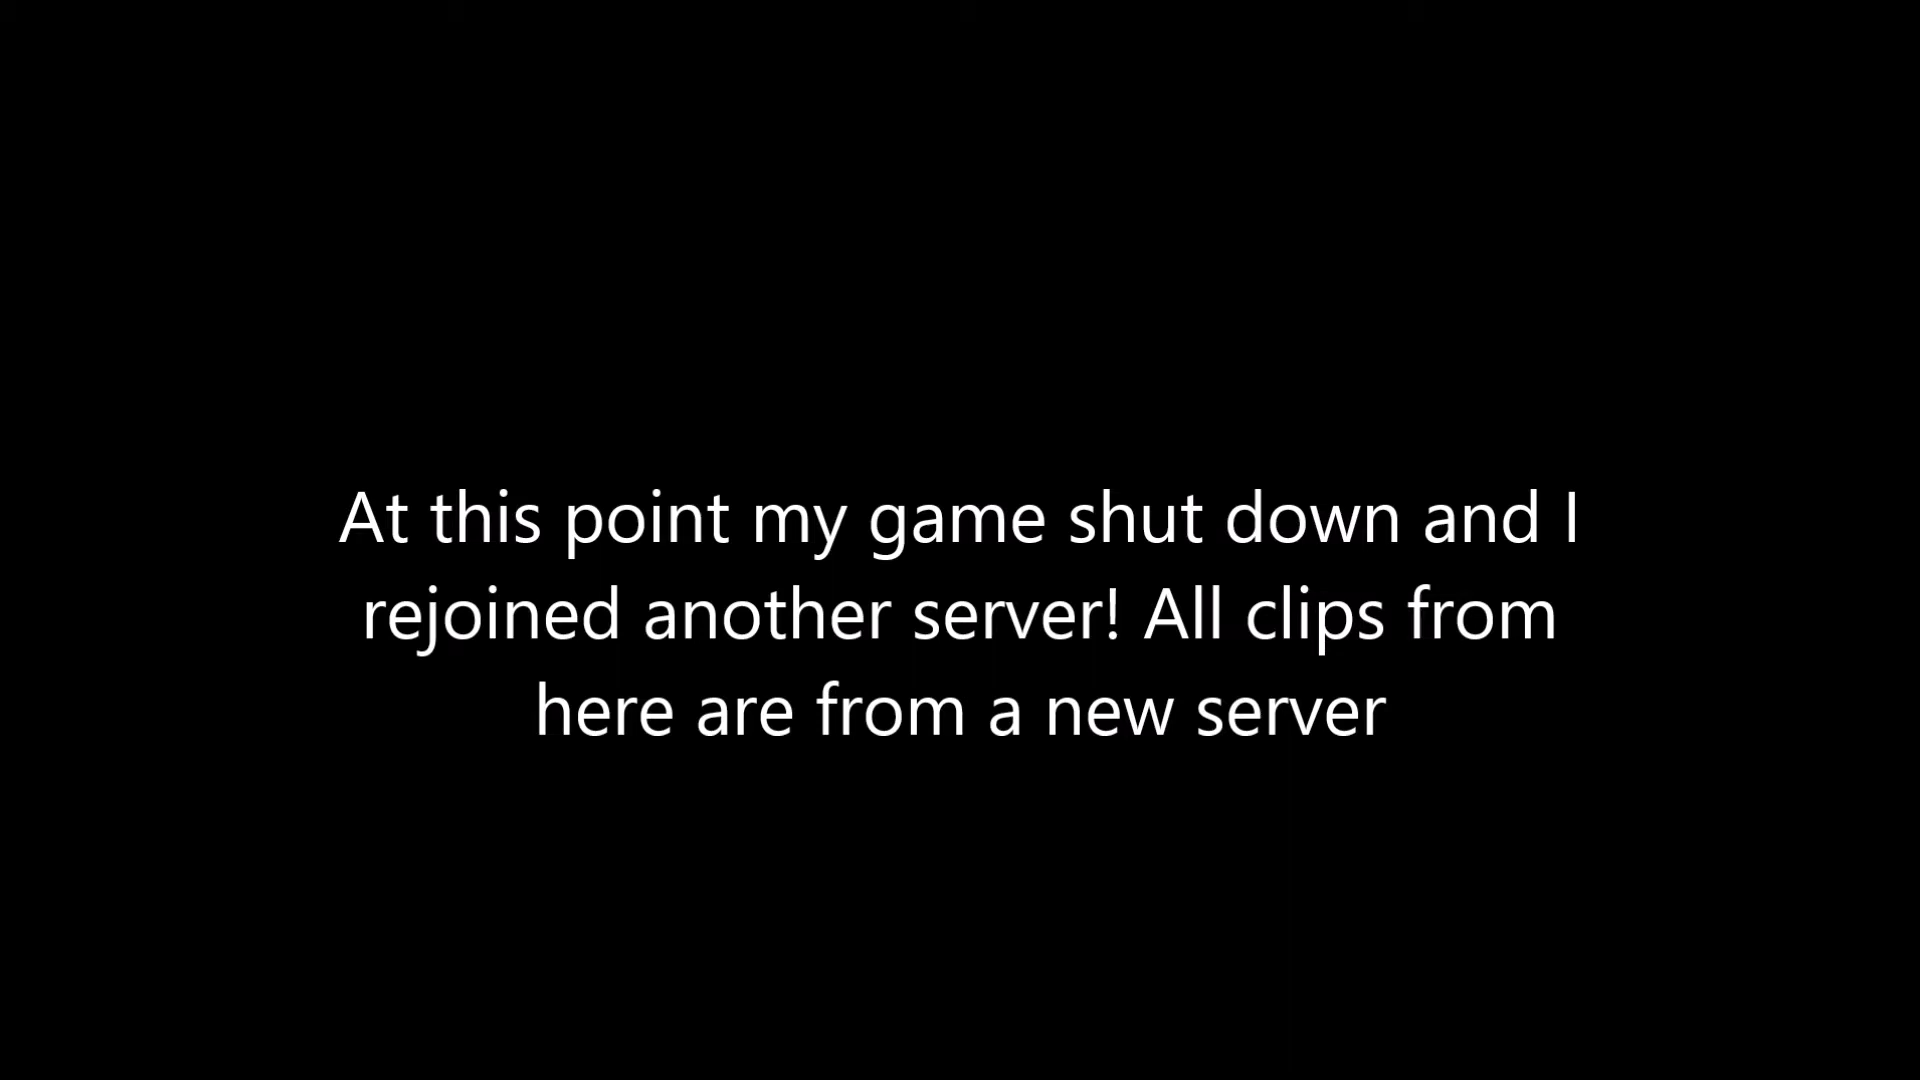 At this point my game shut down and I
rejoined another server! All clips from
here are from a new server